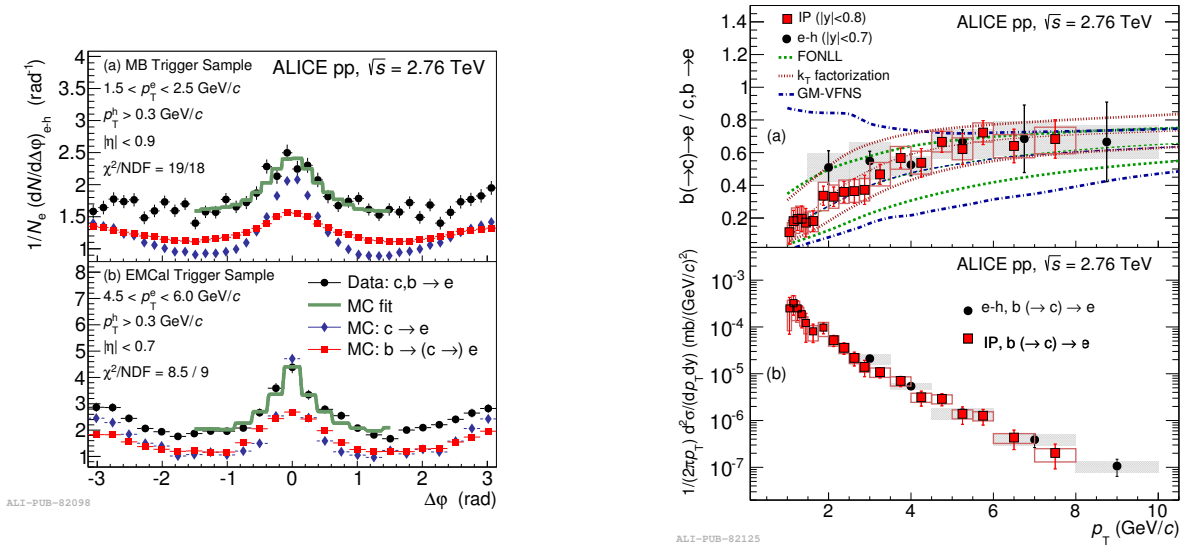 (a) MB Trigger Sample
ALICE pp, √s = 2.76 TeV
1.5 < p_T^e < 2.5 GeV/c
p_T^h > 0.3 GeV/c
|η| < 0.9
χ²/NDF = 19/18
1/N_e (dN/dΔφ)_e-h (rad⁻¹)
4
3.5
3
2.5
2
1.5
1
(b) EMCal Trigger Sample
4.5 < p_T^e < 6.0 GeV/c
p_T^h > 0.3 GeV/c
|η| < 0.7
χ²/NDF = 8.5 / 9
Data: c,b → e
MC fit
MC: c → e
MC: b → (c →) e
8
7
6
5
4
3
2
1
-3 -2 -1 0 1 2 3
Δφ (rad)
ALI-PUB-82098
IP (|y|<0.8)
e-h (|y|<0.7)
FONLL
k_T factorization
GM-VFNS
ALICE pp, √s = 2.76 TeV
b(→c)→e / c,b →e
1.4
1.2
1
0.8
0.6
0.4
0.2
(a)
ALICE pp, √s = 2.76 TeV
e-h, b (→ c) → e
IP, b (→ c) → e
1/(2πp_T) d²σ/(dp_Tdy) (mb/(GeV/c)²)
10⁻³
10⁻⁴
10⁻⁵
10⁻⁶
10⁻⁷
(b)
2 4 6 8 10
p_T (GeV/c)
ALI-PUB-82125